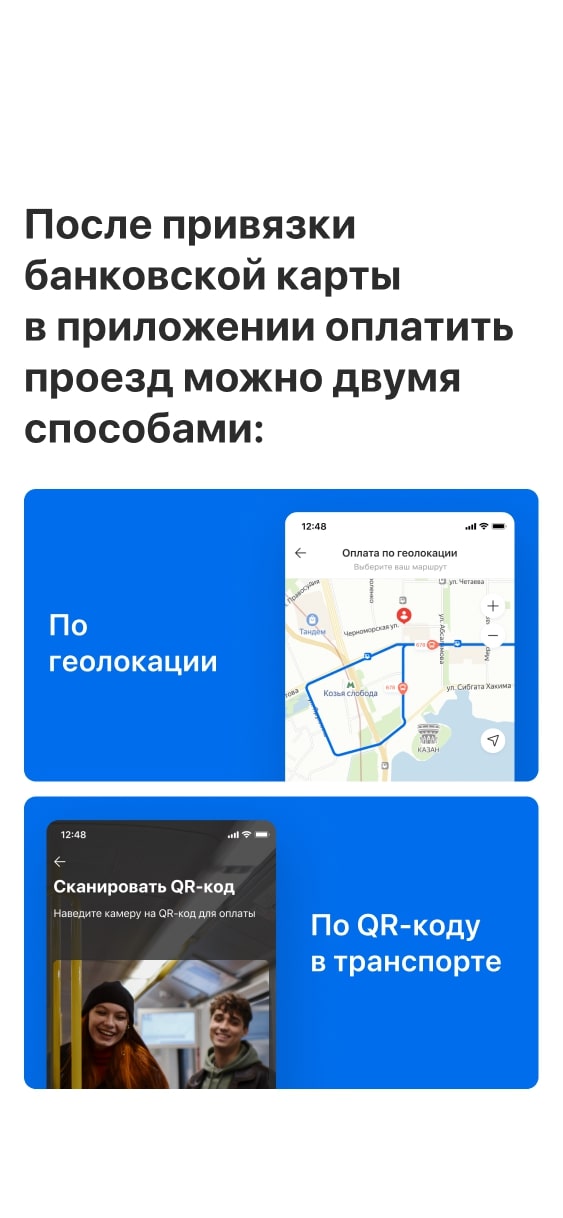 После привязки
банковской карты
в приложении оплатить
проезд можно двумя
способами:
По
геолокации
12:48
Оплата по геолокации
Выберите ваш маршрут
ул. Четаева
Тандем
Черноморская ул.
ул. Абсалямова
Козья слобода
ул. Сибгата Хакима
КАЗАН
12:48
Сканировать QR-код
Наведите камеру на QR-код для оплаты
По QR-коду
в транспорте